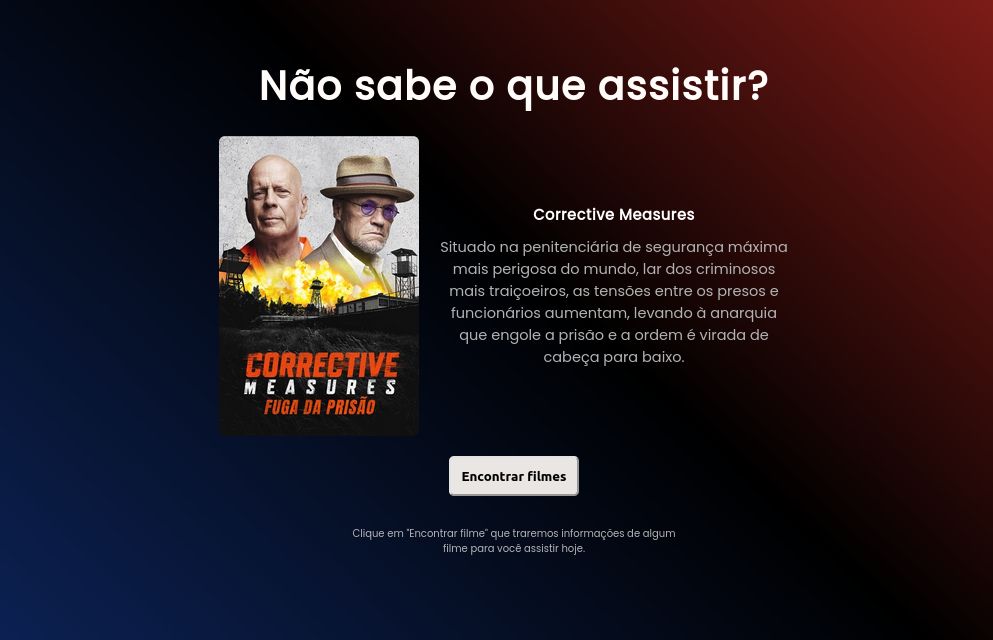 Não sabe o que assistir?
CORRECTIVE
MEASURES
FUGA DA PRISÃO
Corrective Measures
Situado na penitenciária de segurança máxima
mais perigosa do mundo, lar dos criminosos
mais traiçoeiros, as tensões entre os presos e
funcionários aumentam, levando à anarquia
que engole a prisão e a ordem é virada de
cabeça para baixo.
Encontrar filmes
Clique em "Encontrar filme" que traremos informações de algum
filme para você assistir hoje.